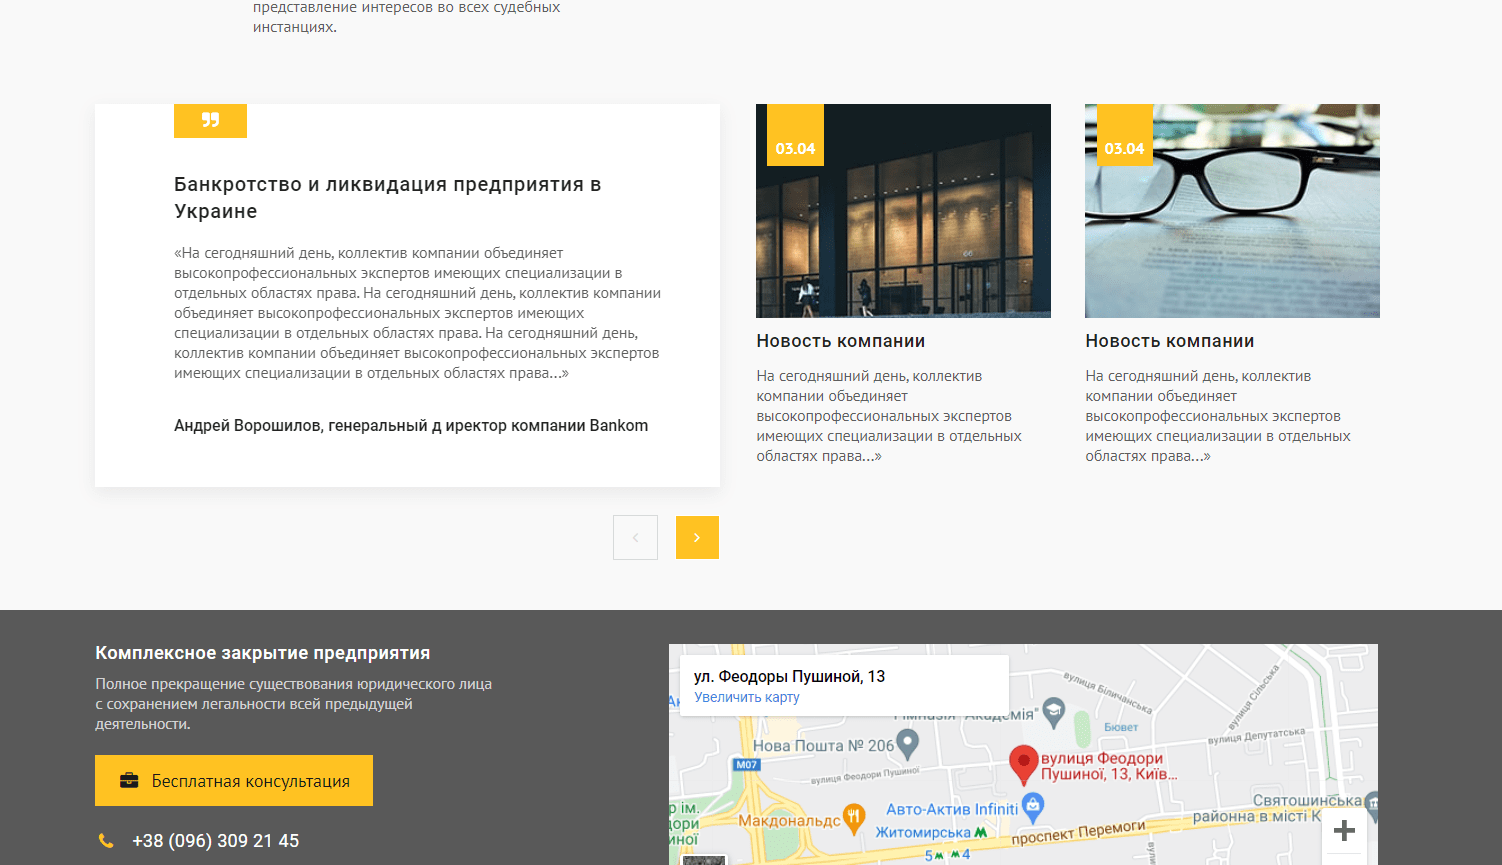 представление интересов во всех судебных
инстанциях.
Банкротство и ликвидация предприятия в
Украине
«На сегодняшний день, коллектив компании объединяет
высокопрофессиональных экспертов имеющих специализации в
отдельных областях права. На сегодняшний день, коллектив компании
объединяет высокопрофессиональных экспертов имеющих
специализации в отдельных областях права. На сегодняшний день,
коллектив компании объединяет высокопрофессиональных экспертов
имеющих специализации в отдельных областях права...»
Андрей Ворошилов, генеральный д иректор компании Bankom
03.04
Новость компании
На сегодняшний день, коллектив
компании объединяет
высокопрофессиональных экспертов
имеющих специализации в отдельных
областях права...»
03.04
Новость компании
На сегодняшний день, коллектив
компании объединяет
высокопрофессиональных экспертов
имеющих специализации в отдельных
областях права...»
Комплексное закрытие предприятия
Полное прекращение существования юридического лица
с сохранением легальности всей предыдущей
деятельности.
Бесплатная консультация
+38 (096) 309 21 45
ул. Феодоры Пушиной, 13
Увеличить карту
вулиця Біличанська
вулиця Сільська
Академія"
Бювет
вулиця Депутатська
Нова Пошта № 206
М07
вулиця Феодори Пушиної
вулиця Феодори
Пушиної, 13, Київ...
Авто-Актив Infiniti
Святошинська
районна в місті К
Макдональдс
Житомирська
проспект Перемоги
ім.
дори
иної
5
4